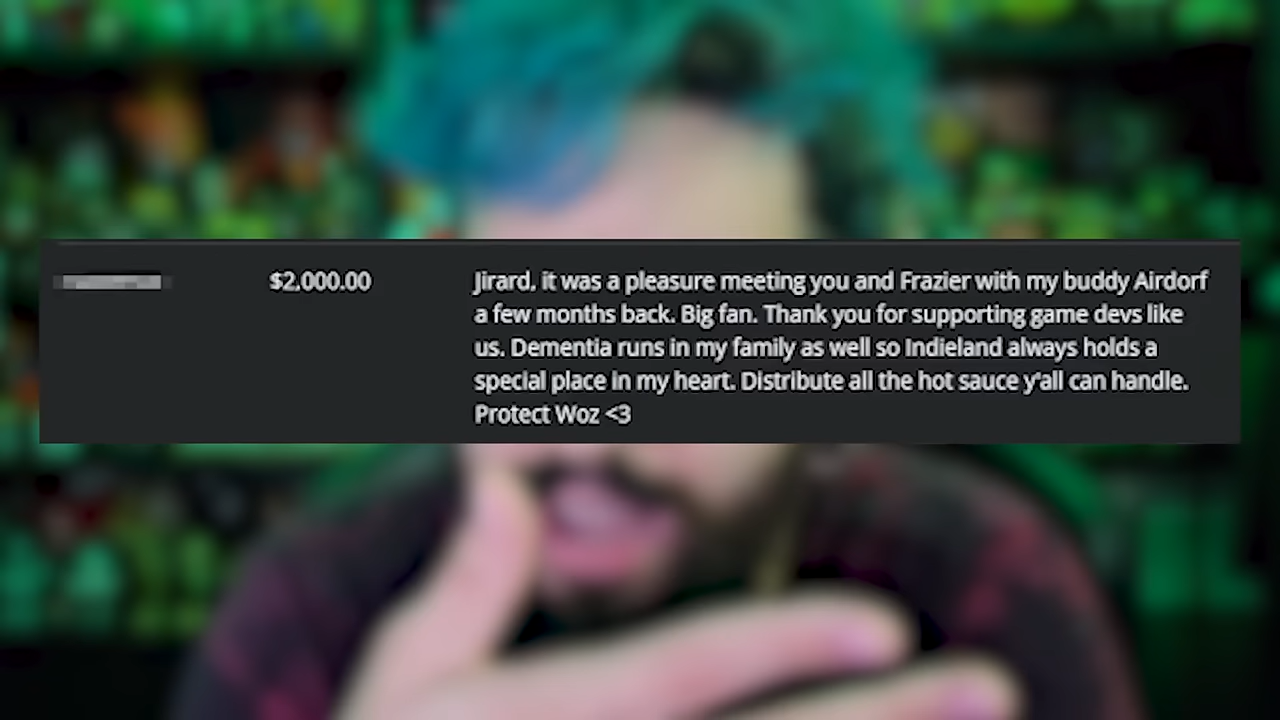 $2,000.00
Jirard, it was a pleasure meeting you and Frazier with my buddy Airdorf
a few months back. Big fan. Thank you for supporting game devs like
us. Dementia runs in my family as well so Indieland always holds a
special place in my heart. Distribute all the hot sauce y'all can handle.
Protect Woz <3